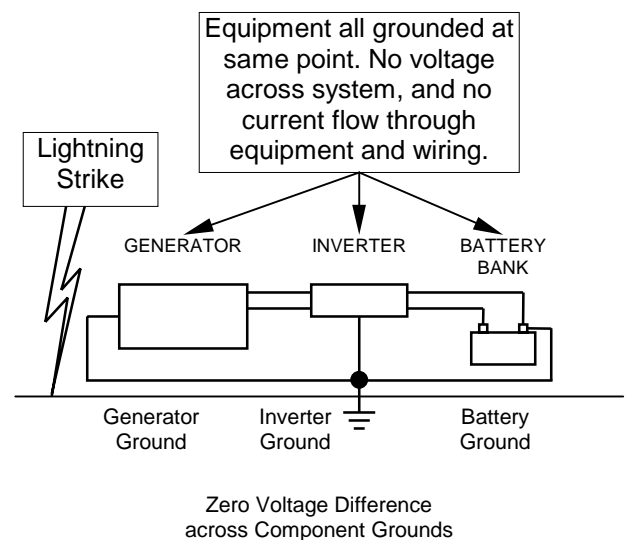 Equipment all grounded at
same point. No voltage
across system, and no
current flow through
equipment and wiring.
Lightning
Strike
GENERATOR
INVERTER
BATTERY
BANK
Generator
Ground
Inverter
Ground
Battery
Ground
Zero Voltage Difference
across Component Grounds